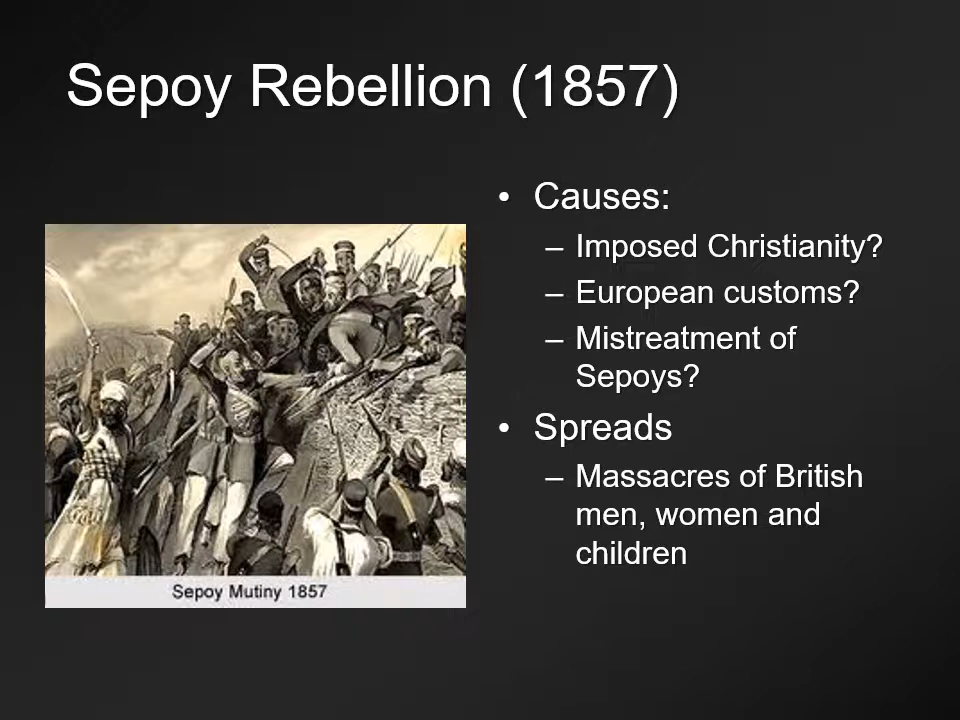 Sepoy Rebellion (1857)
• Causes:
– Imposed Christianity?
– European customs?
– Mistreatment of
Sepoys?
• Spreads
– Massacres of British
men, women and
children
Sepoy Mutiny 1857